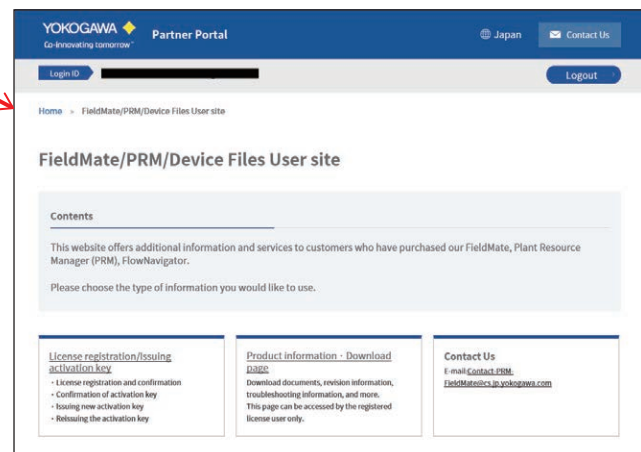 YOKOGAWA
Co-innovating tomorrow™
Partner Portal
Japan
Contact Us
Login ID
Logout
Home > FieldMate/PRM/Device Files User site
FieldMate/PRM/Device Files User site
Contents
This website offers additional information and services to customers who have purchased our FieldMate, Plant Resource
Manager (PRM), FlowNavigator.
Please choose the type of information you would like to use.
License registration/Issuing
activation key
・License registration and confirmation
・Confirmation of activation key
・Issuing new activation key
・Reissuing the activation key
Product information・Download
page
Download documents, revision information,
troubleshooting information, and more.
This page can be accessed by the registered
license user only.
Contact Us
E-mail:Contact-PRM-
FieldMate@cs.jp.yokogawa.com